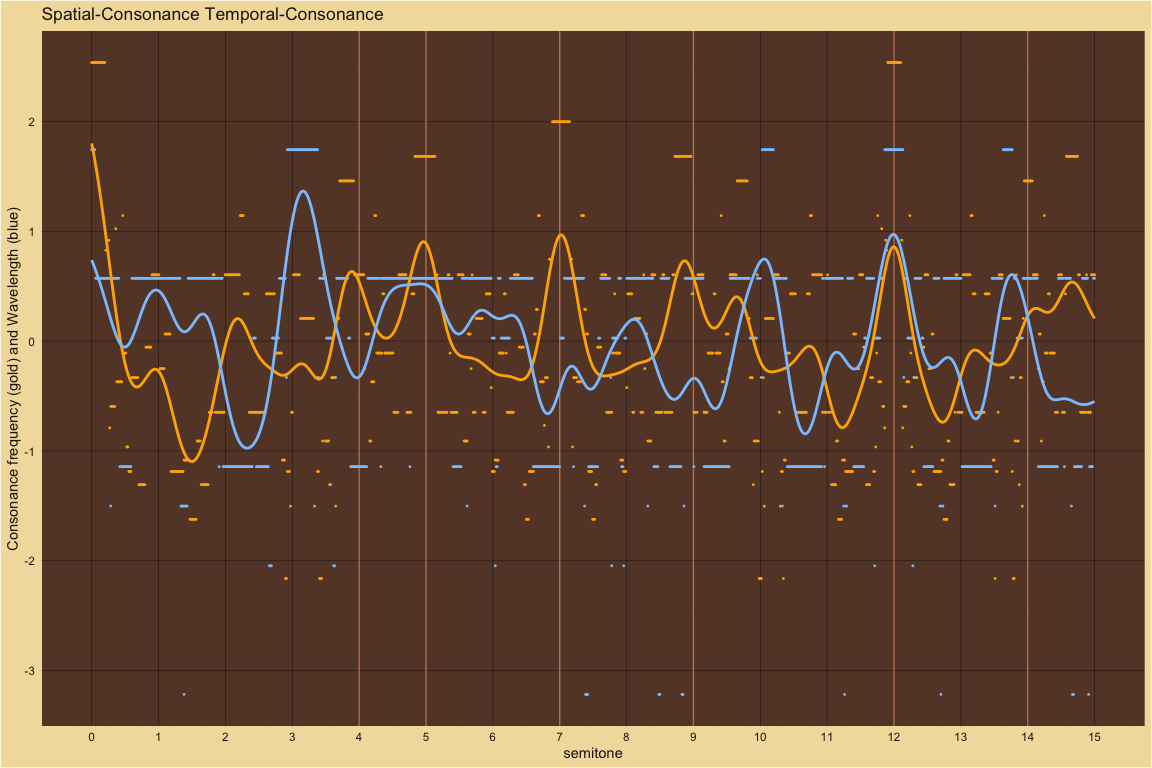 Spatial-Consonance Temporal-Consonance
Consonance frequency (gold) and Wavelength (blue)
2
1
0
-1
-2
-3
0 1 2 3 4 5 6 7 8 9 10 11 12 13 14 15
semitone